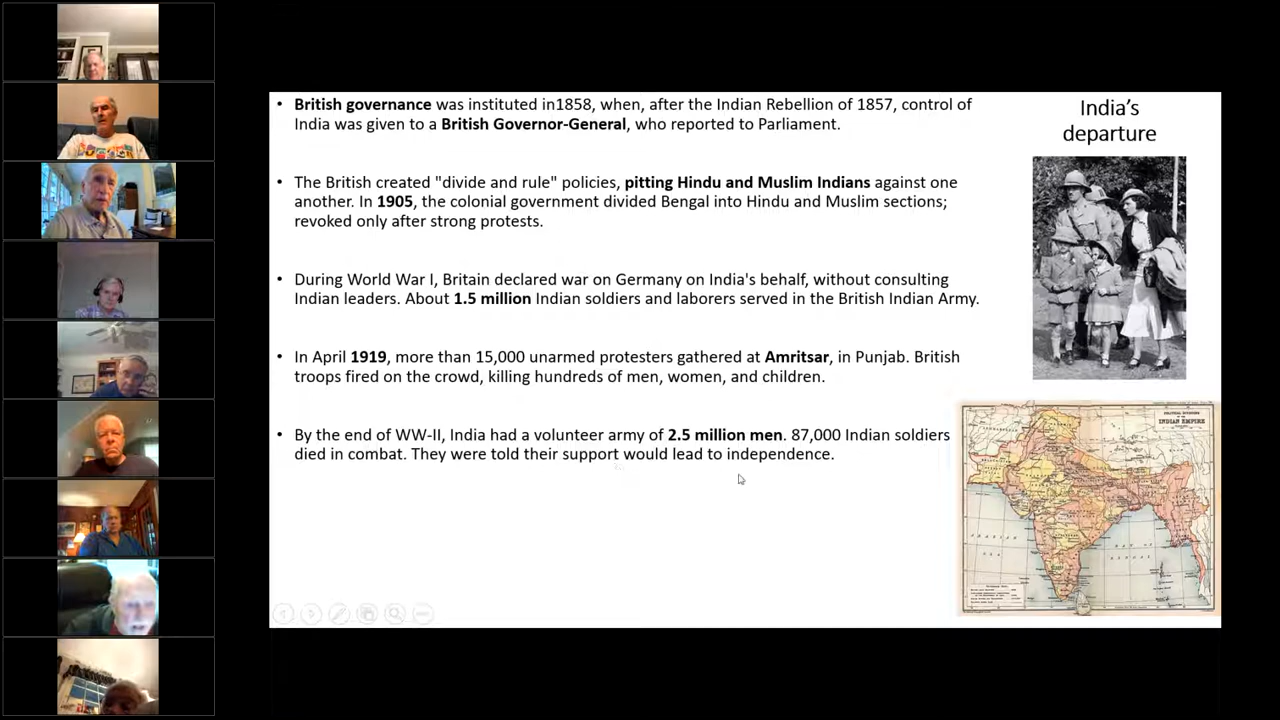 • British governance was instituted in1858, when, after the Indian Rebellion of 1857, control of
India was given to a British Governor-General, who reported to Parliament.
• The British created "divide and rule" policies, pitting Hindu and Muslim Indians against one
another. In 1905, the colonial government divided Bengal into Hindu and Muslim sections;
revoked only after strong protests.
• During World War I, Britain declared war on Germany on India's behalf, without consulting
Indian leaders. About 1.5 million Indian soldiers and laborers served in the British Indian Army.
• In April 1919, more than 15,000 unarmed protesters gathered at Amritsar, in Punjab. British
troops fired on the crowd, killing hundreds of men, women, and children.
• By the end of WW-II, India had a volunteer army of 2.5 million men. 87,000 Indian soldiers
died in combat. They were told their support would lead to independence.
India’s
departure
INDIAN EMPIRE